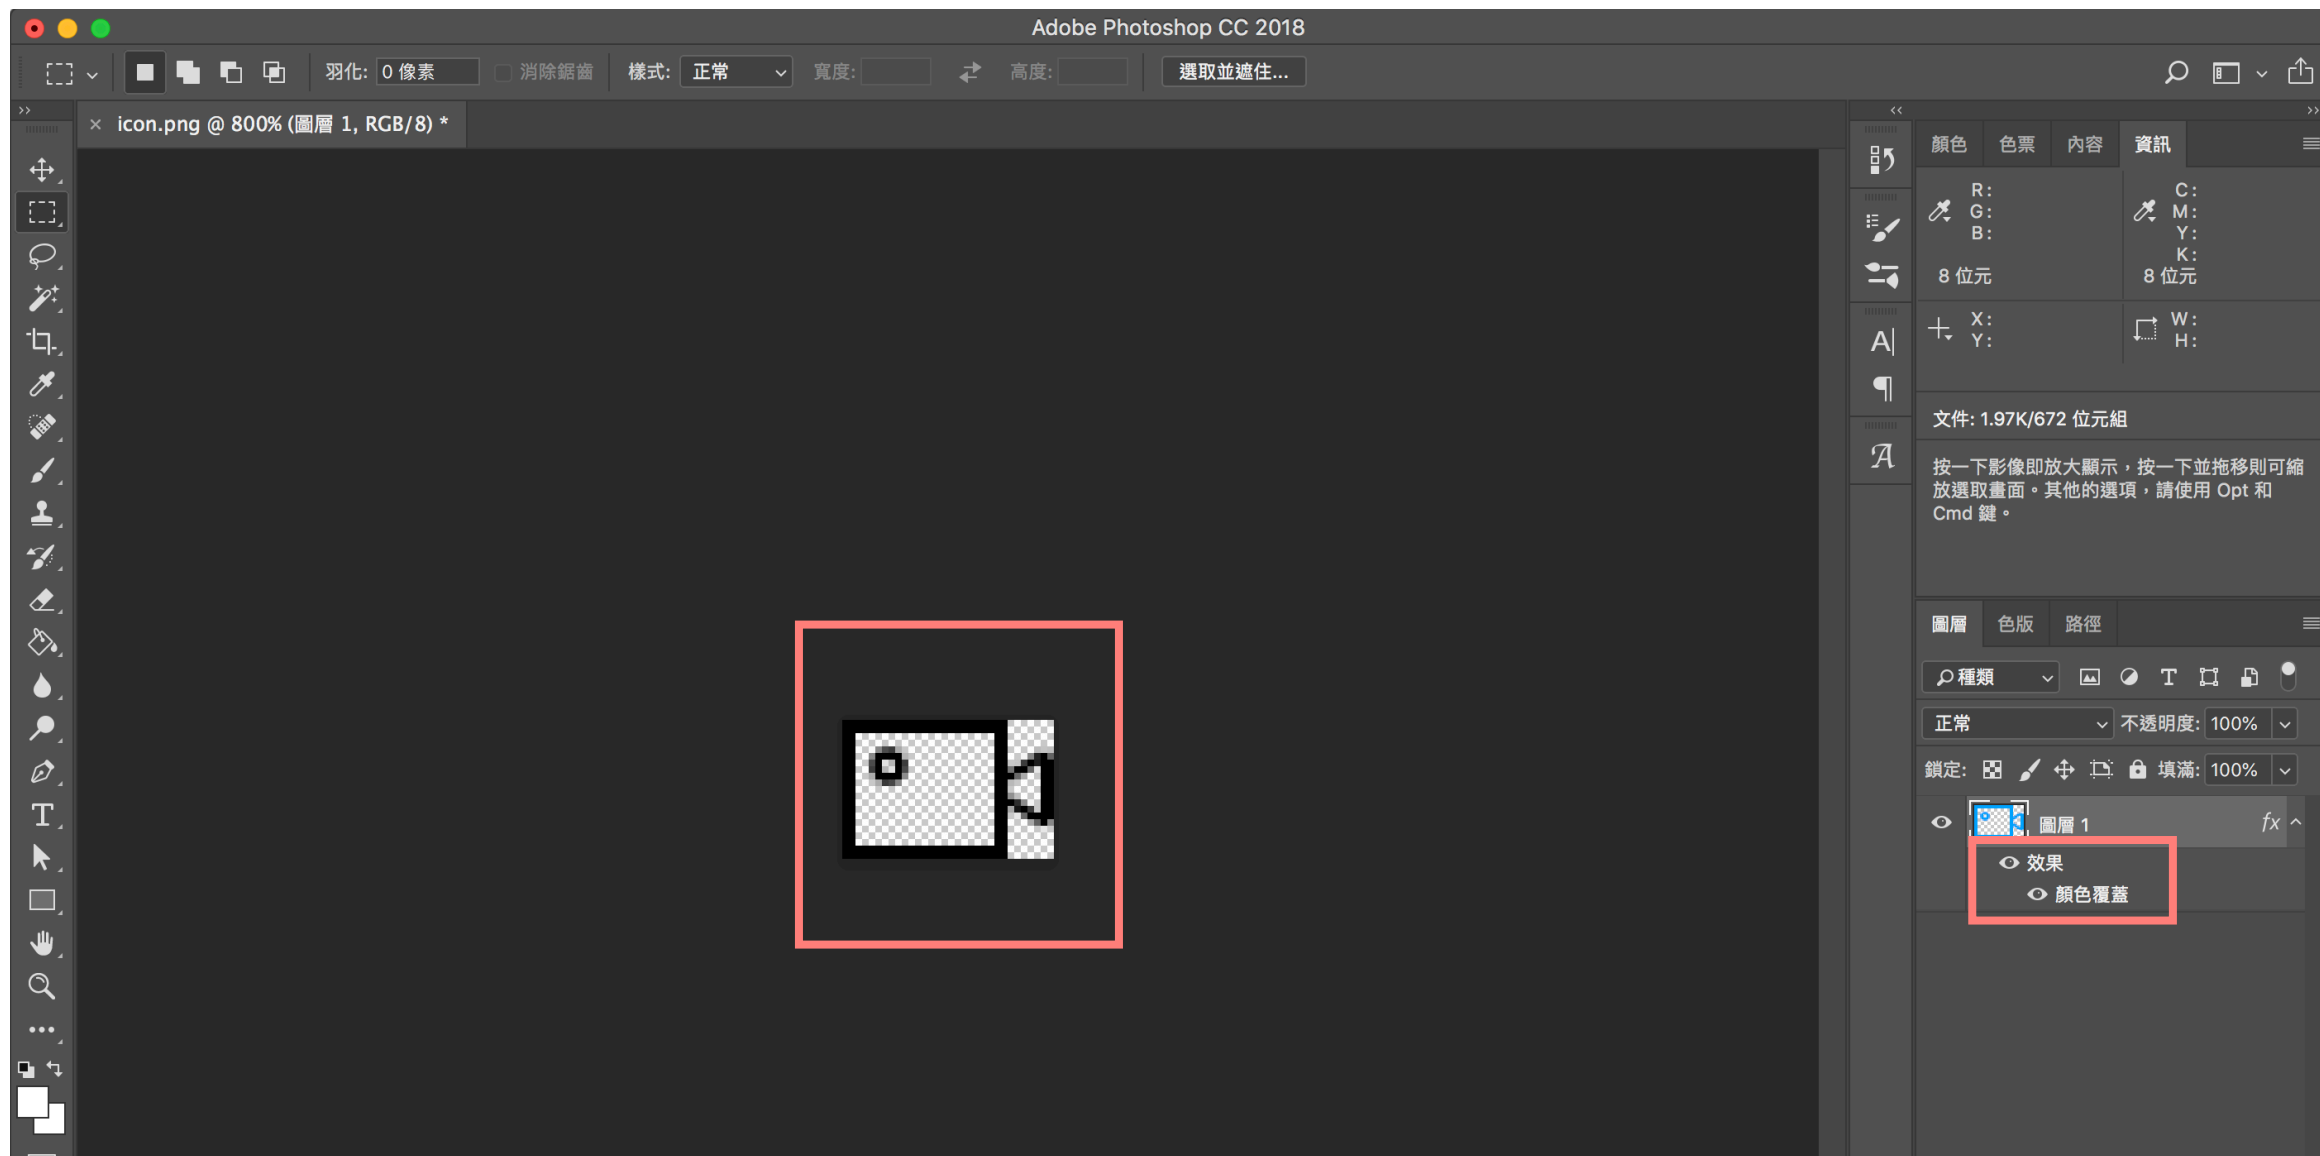 Adobe Photoshop CC 2018
羽化: 0 像素 消除鋸齒 樣式: 正常 寬度: 高度: 選取並遮住...
icon.png @ 800% (圖層 1, RGB/8) *
顏色 色票 內容 資訊
R: C:
G: M:
B: Y:
K:
8 位元 8 位元
X: W:
Y: H:
文件: 1.97K/672 位元組
按一下影像即放大顯示，按一下並拖移則可縮
放選取畫面。其他的選項，請使用 Opt 和
Cmd 鍵。
圖層 色版 路徑
種類
正常 不透明度: 100%
鎖定: 填滿: 100%
圖層 1 fx
效果
顏色覆蓋